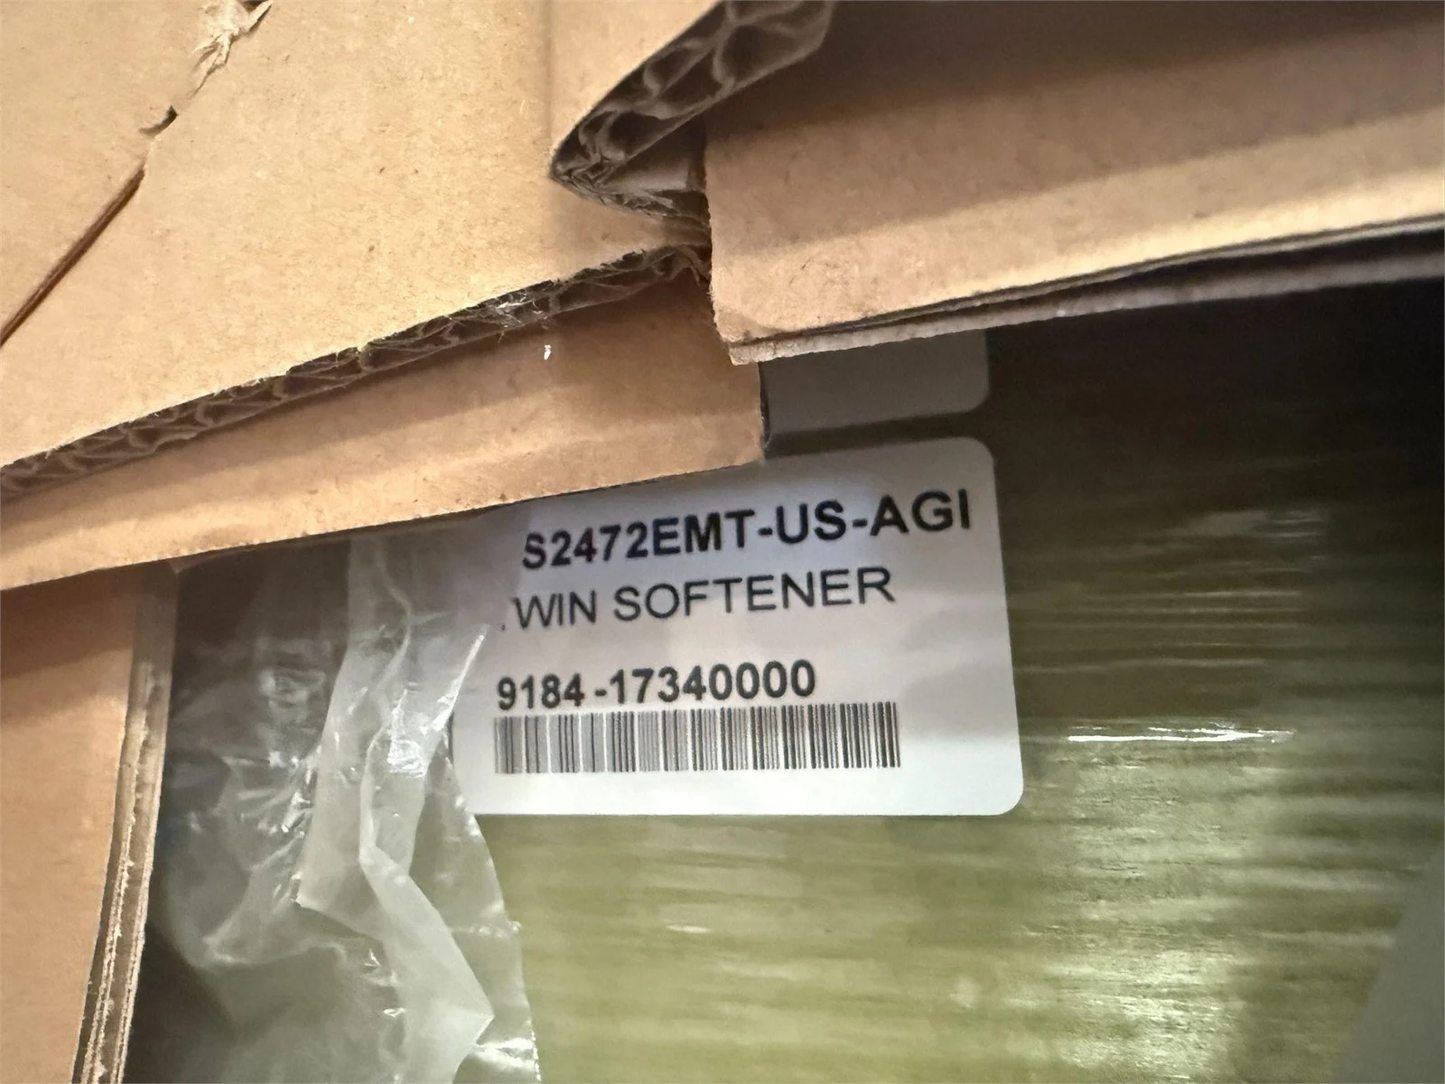 S2472EMT-US-AGI
WIN SOFTENER
9184-17340000